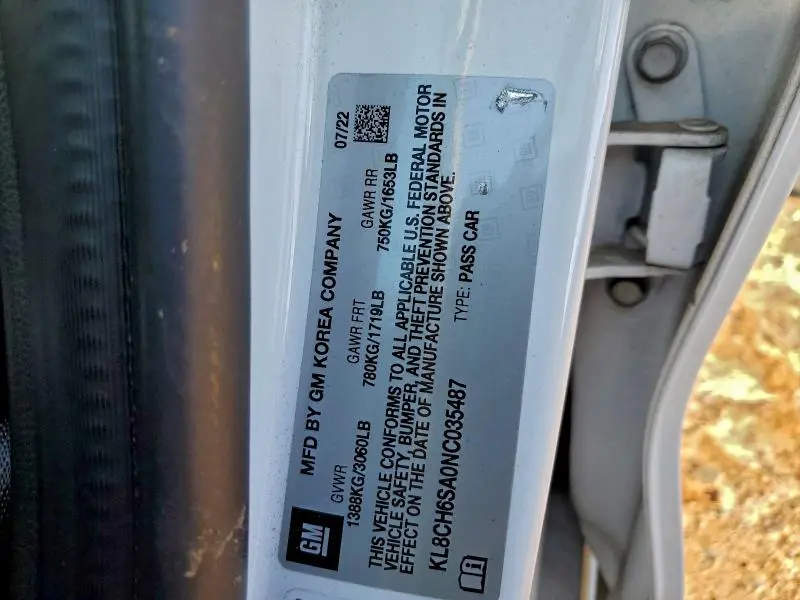 GM
MFD BY GM KOREA COMPANY
07/22
GVWR
GAWR FRT
GAWR RR
1388KG/3060LB
780KG/1719LB
750KG/1653LB
THIS VEHICLE CONFORMS TO ALL APPLICABLE U.S. FEDERAL MOTOR
VEHICLE SAFETY, BUMPER, AND THEFT PREVENTION STANDARDS IN
EFFECT ON THE DATE OF MANUFACTURE SHOWN ABOVE.
KL8CH6SA0NC035487
TYPE: PASS CAR